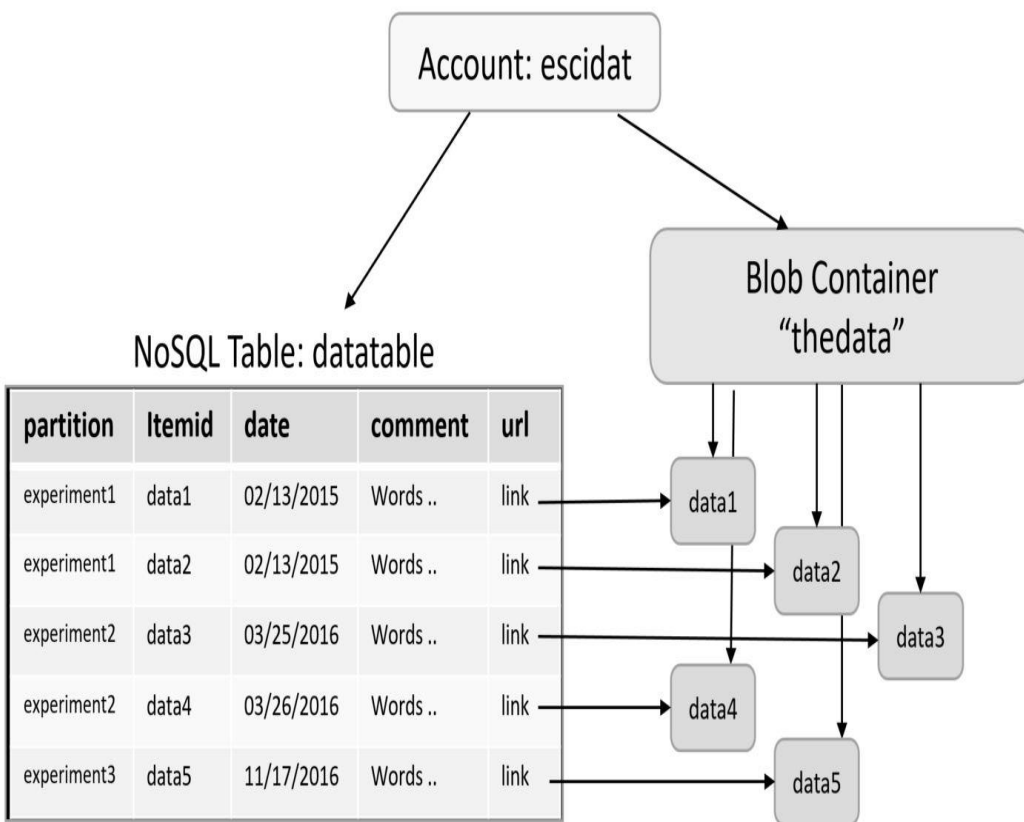 Account: escidat
Blob Container
“thedata”
NoSQL Table: datatable
partition Itemid date comment url
experiment1 data1 02/13/2015 Words .. link
experiment1 data2 02/13/2015 Words .. link
experiment2 data3 03/25/2016 Words .. link
experiment2 data4 03/26/2016 Words .. link
experiment3 data5 11/17/2016 Words .. link
data1
data2
data3
data4
data5